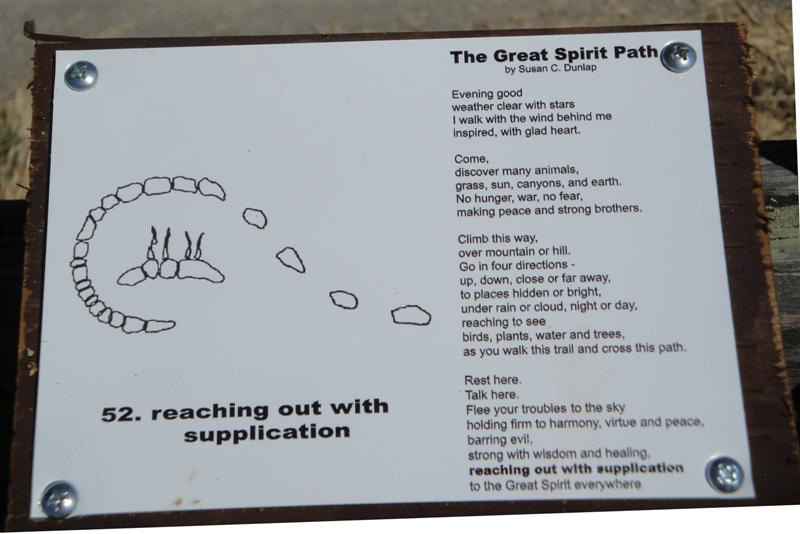 The Great Spirit Path
by Susan C. Dunlap
Evening good
weather clear with stars
I walk with the wind behind me
inspired, with glad heart.
Come,
discover many animals,
grass, sun, canyons, and earth.
No hunger, war, no fear,
making peace and strong brothers.
Climb this way,
over mountain or hill.
Go in four directions -
up, down, close or far away,
to places hidden or bright,
under rain or cloud, night or day,
reaching to see
birds, plants, water and trees,
as you walk this trail and cross this path.
Rest here.
Talk here.
Flee your troubles to the sky
holding firm to harmony, virtue and peace,
barring evil,
strong with wisdom and healing,
reaching out with supplication
to the Great Spirit everywhere
52. reaching out with
supplication